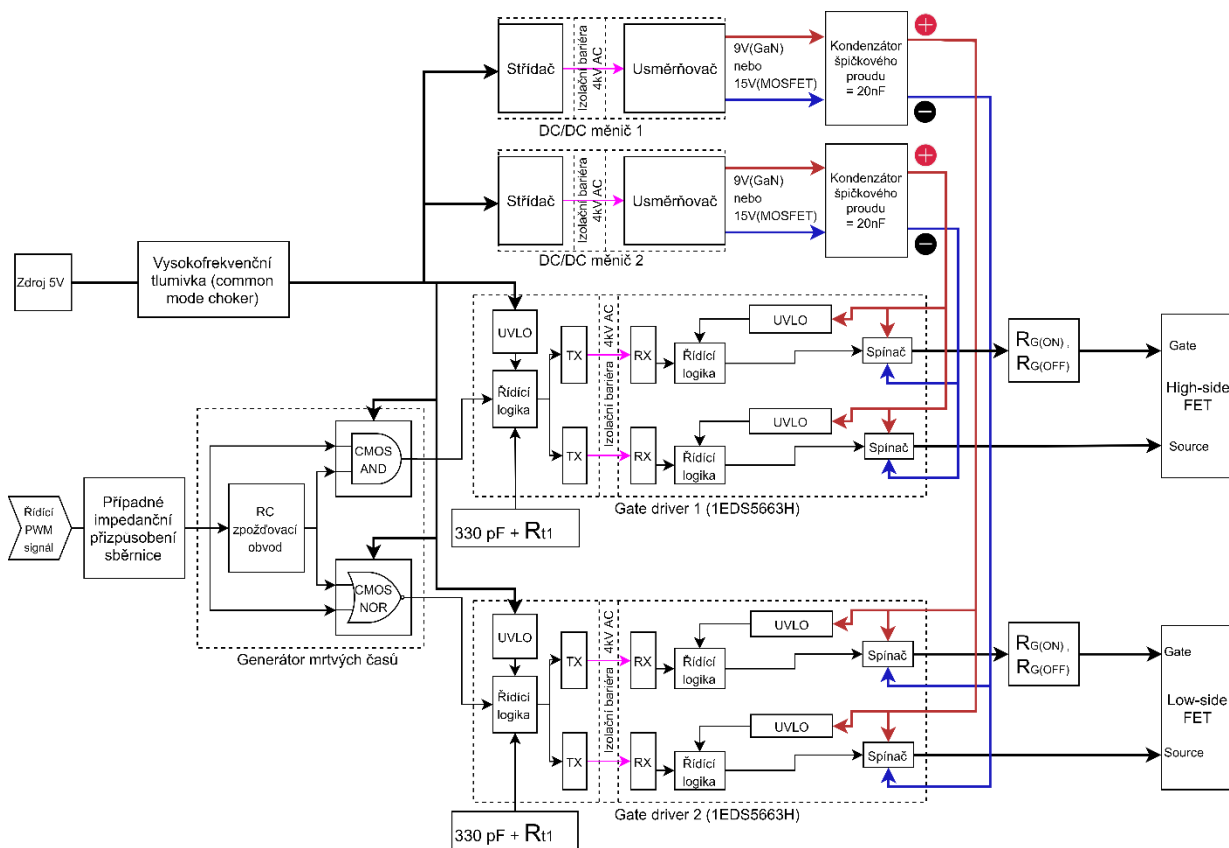 Střídač
Izolační bariéra
4kV AC
Usměrňovač
DC/DC měnič 1
9V(GaN)
nebo
15V(MOSFET)
Kondenzátor
špičkového
proudu
= 20nF
+
−
Střídač
Izolační bariéra
4kV AC
Usměrňovač
DC/DC měnič 2
9V(GaN)
nebo
15V(MOSFET)
Kondenzátor
špičkového
proudu
= 20nF
+
−
Zdroj 5V
Vysokofrekvenční
tlumivka (common
mode choker)
UVLO
Řídící
logika
TX
TX
Izolační bariéra 4kV AC
RX
RX
Řídící
logika
UVLO
Spínač
Řídící
logika
UVLO
Spínač
Gate driver 1 (1EDS5663H)
330 pF + Rt1
RG(ON) ,
RG(OFF)
Gate
High-side
FET
Source
Řídící
PWM
signál
Případné
impedanční
přizpůsobení
sběrnice
RC
zpožďovací
obvod
CMOS
AND
CMOS
NOR
Generátor mrtvých časů
UVLO
Řídicí
logika
TX
TX
Izolační bariéra 4kV AC
RX
RX
Řídící
logika
UVLO
Spínač
Řídící
logika
UVLO
Spínač
Gate driver 2 (1EDS5663H)
330 pF + Rt1
RG(ON) ,
RG(OFF)
Gate
Low-side
FET
Source